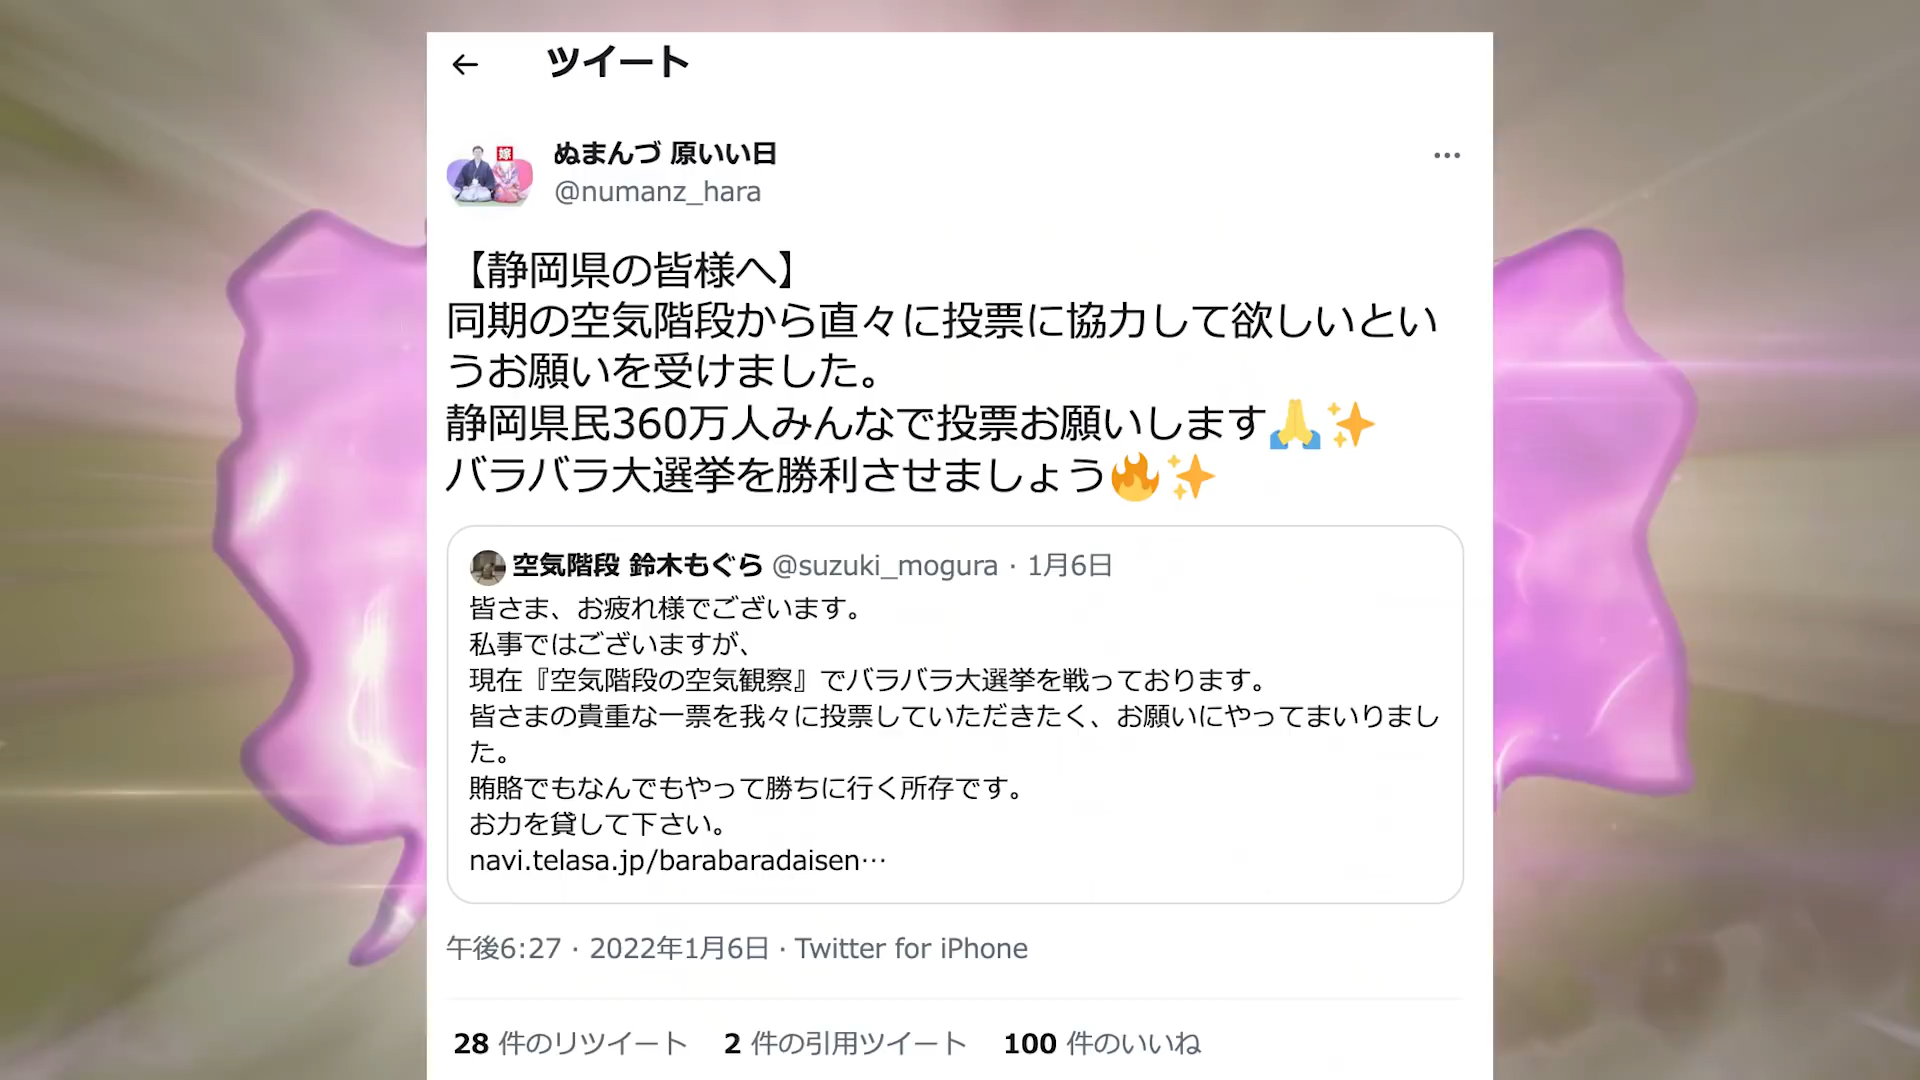 ツイート
嫁
ぬまんづ 原いい日
@numanz_hara
【静岡県の皆様へ】
同期の空気階段から直々に投票に協力して欲しいとい
うお願いを受けました。
静岡県民360万人みんなで投票お願いします🙏✨
バラバラ大選挙を勝利させましょう🔥✨
空気階段 鈴木もぐら @suzuki_mogura · 1月6日
皆さま、お疲れ様でございます。
私事ではございますが、
現在『空気階段の空気観察』でバラバラ大選挙を戦っております。
皆さまの貴重な一票を我々に投票していただきたく、お願いにやってまいりまし
た。
賄賂でもなんでもやって勝ちに行く所存です。
お力を貸して下さい。
navi.telasa.jp/barabaradaisen…
午後6:27 · 2022年1月6日 · Twitter for iPhone
28 件のリツイート 2 件の引用ツイート 100 件のいいね